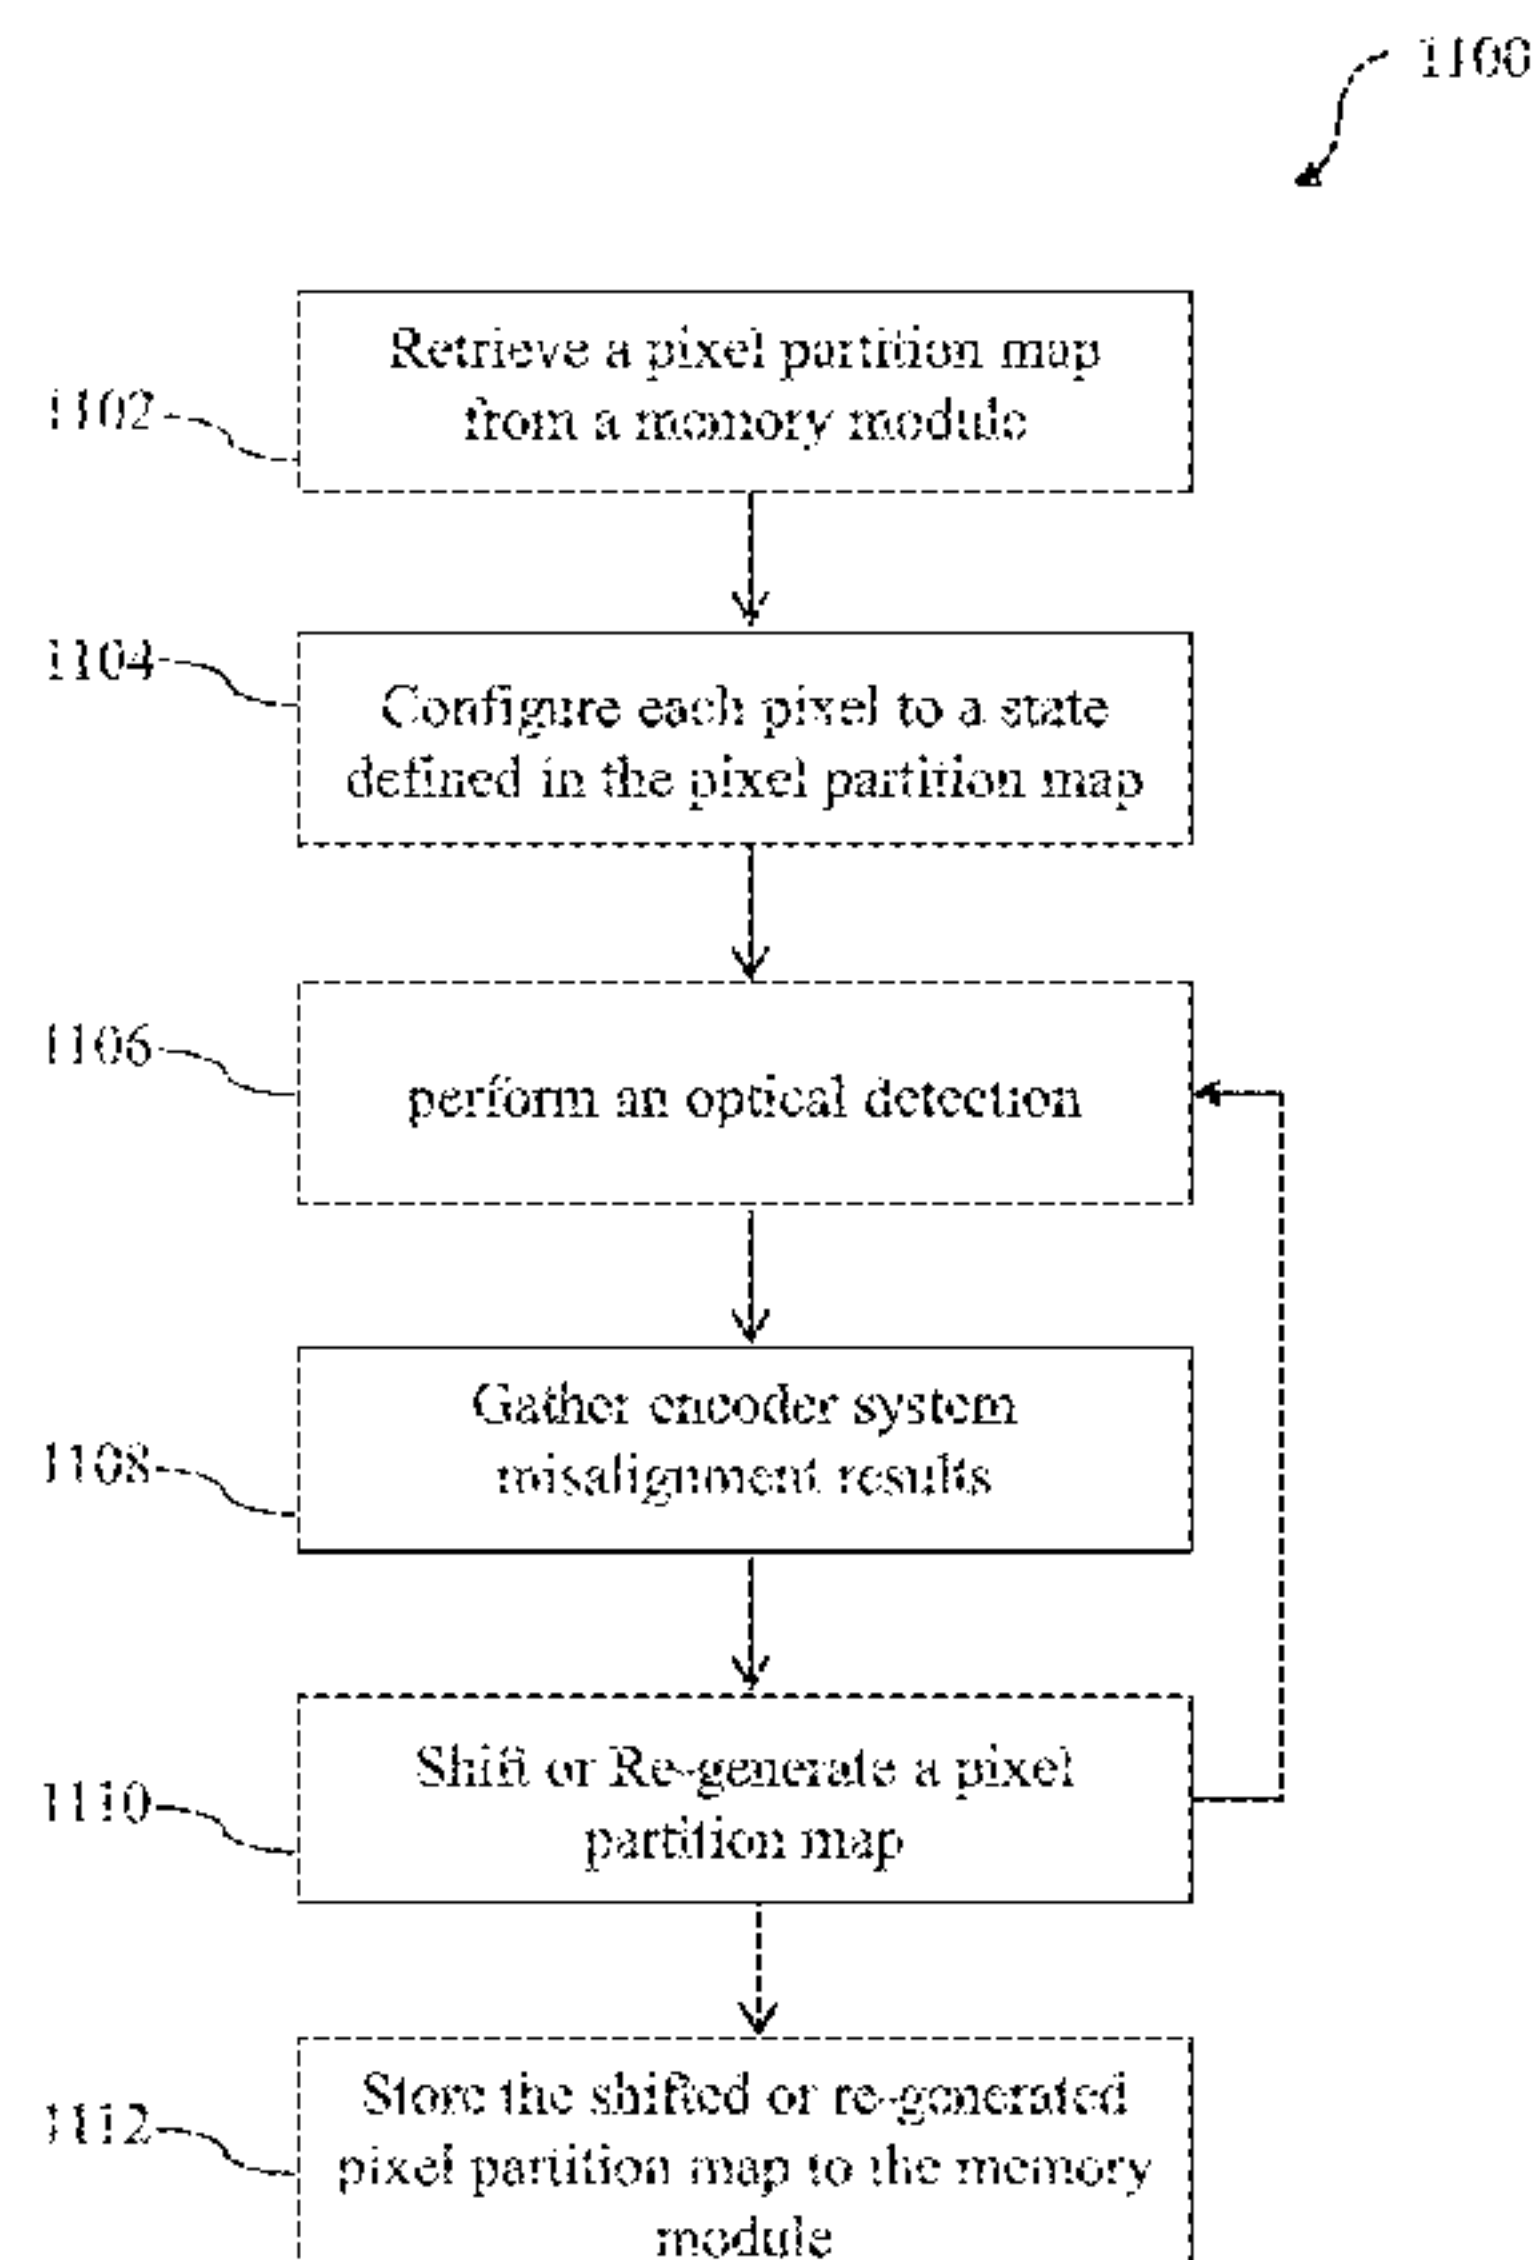 1100
Retrieve a pixel partition map
from a memory module
1102
1104
Configure each pixel to a state
defined in the pixel partition map
1106
perform an optical detection
Gather encoder system
misalignment results
1108
Shift or Re-generate a pixel
partition map
1110
Store the shifted or re-generated
pixel partition map to the memory
module
1112